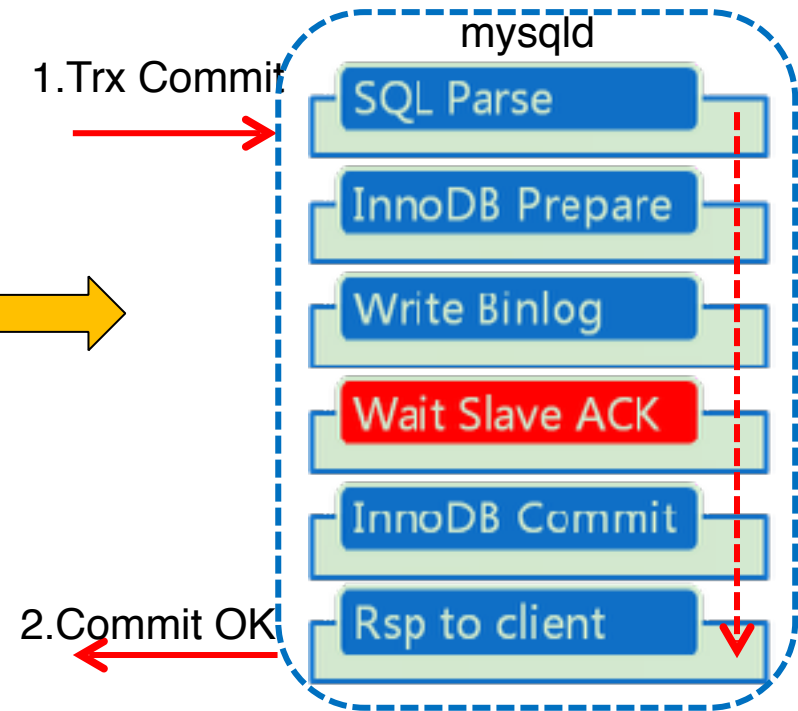 mysqld
1.Trx Commit
SQL Parse
InnoDB Prepare
Write Binlog
Wait Slave ACK
InnoDB Commit
2.Commit OK
Rsp to client